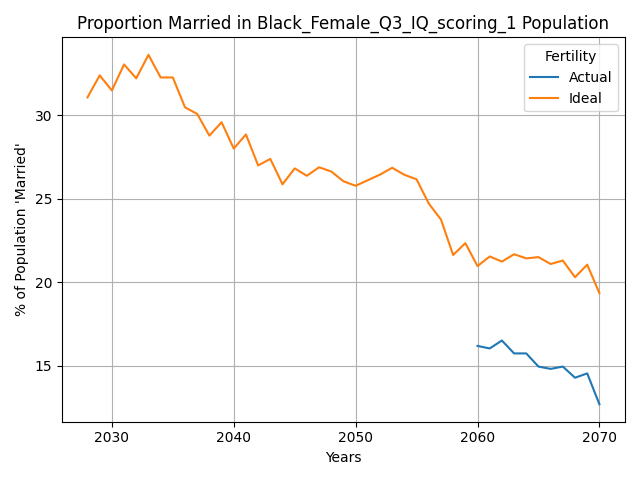 Proportion Married in Black_Female_Q3_IQ_scoring_1 Population
Fertility
Actual
Ideal
% of Population 'Married'
30
25
20
15
2030 2040 2050 2060 2070
Years